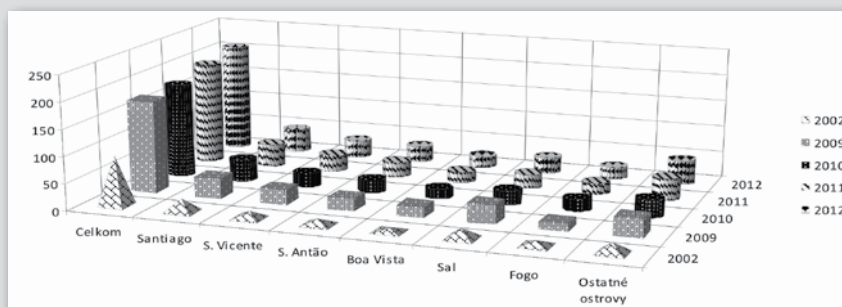 250
200
150
100
50
0
Celkom
Santiago
S. Vicente
S. Antão
Boa Vista
Sal
Fogo
Ostatné
ostrovy
2002
2009
2010
2011
2012
2002
2009
2010
2011
2012